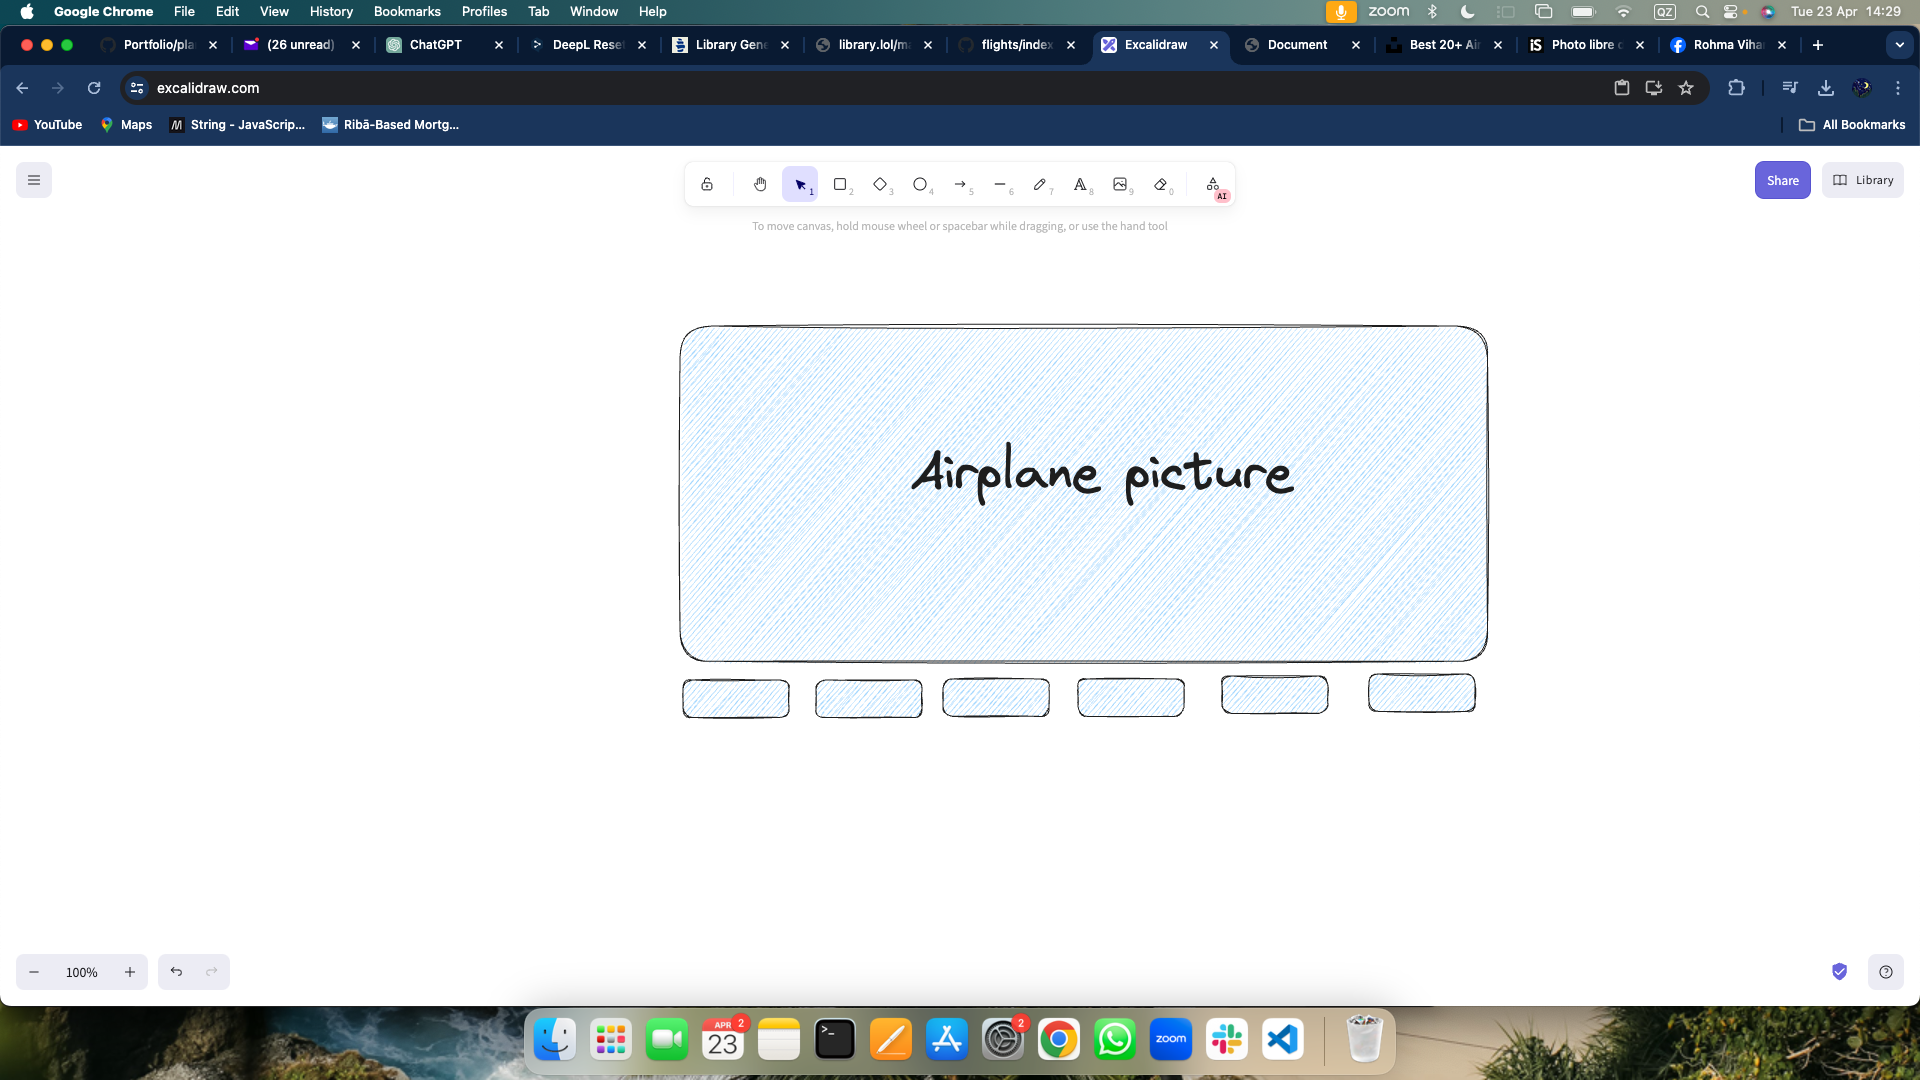 Google Chrome File Edit View History Bookmarks Profiles Tab Window Help zoom QZ Tue 23 Apr 14:29
Portfolio/pla (26 unread) ChatGPT DeepL Rese Library Gene library.lol/ma flights/index Excalidraw Document Best 20+ Air Photo libre d Rohma Viha
excalidraw.com
YouTube Maps String - JavaScrip... Ribā-Based Mortg... All Bookmarks
1 2 3 4 5 6 7 A 8 9 0 AI
Share Library
To move canvas, hold mouse wheel or spacebar while dragging, or use the hand tool
Airplane picture
100%
APR 2 2
23 zoom